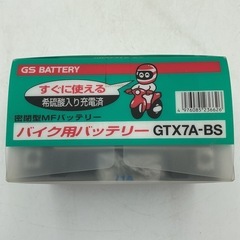 GS BATTERY
すぐに使える
希硫酸入り充電済
密閉型MFバッテリー
バイク用バッテリー GTX7A-BS
4976085236626